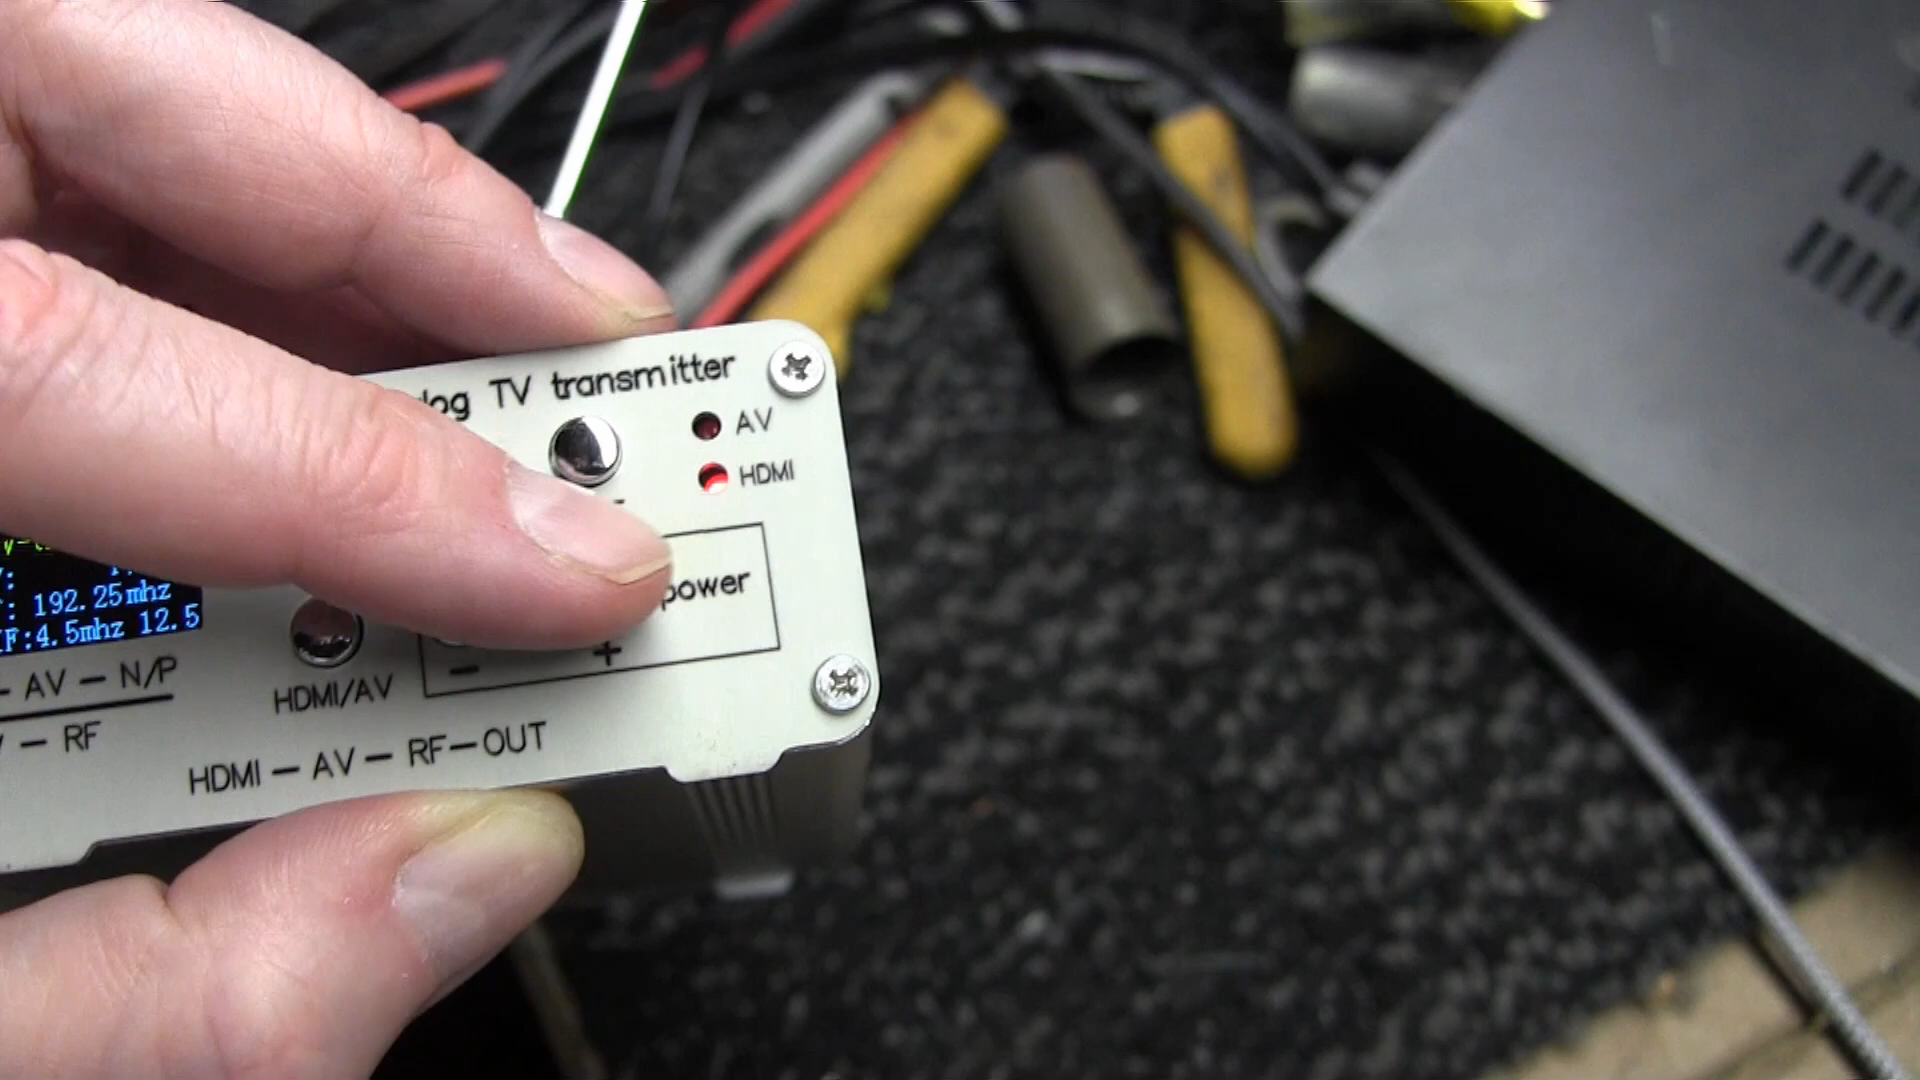 TV transmitter
AV
HDMI
power
192.25mhz
4.5mhz 12.5
- +
— AV — N/P
HDMI/AV
— RF
HDMI — AV — RF—OUT